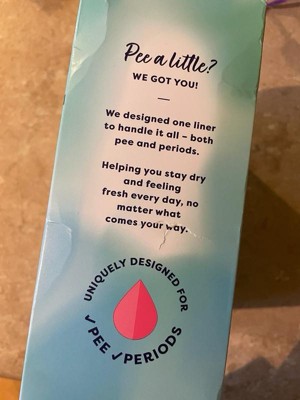 Pee a little?
WE GOT YOU!
We designed one liner
to handle it all – both
pee and periods.
Helping you stay dry
and feeling
fresh every day, no
matter what
comes your way.
UNIQUELY DESIGNED FOR
✓ PEE ✓ PERIODS